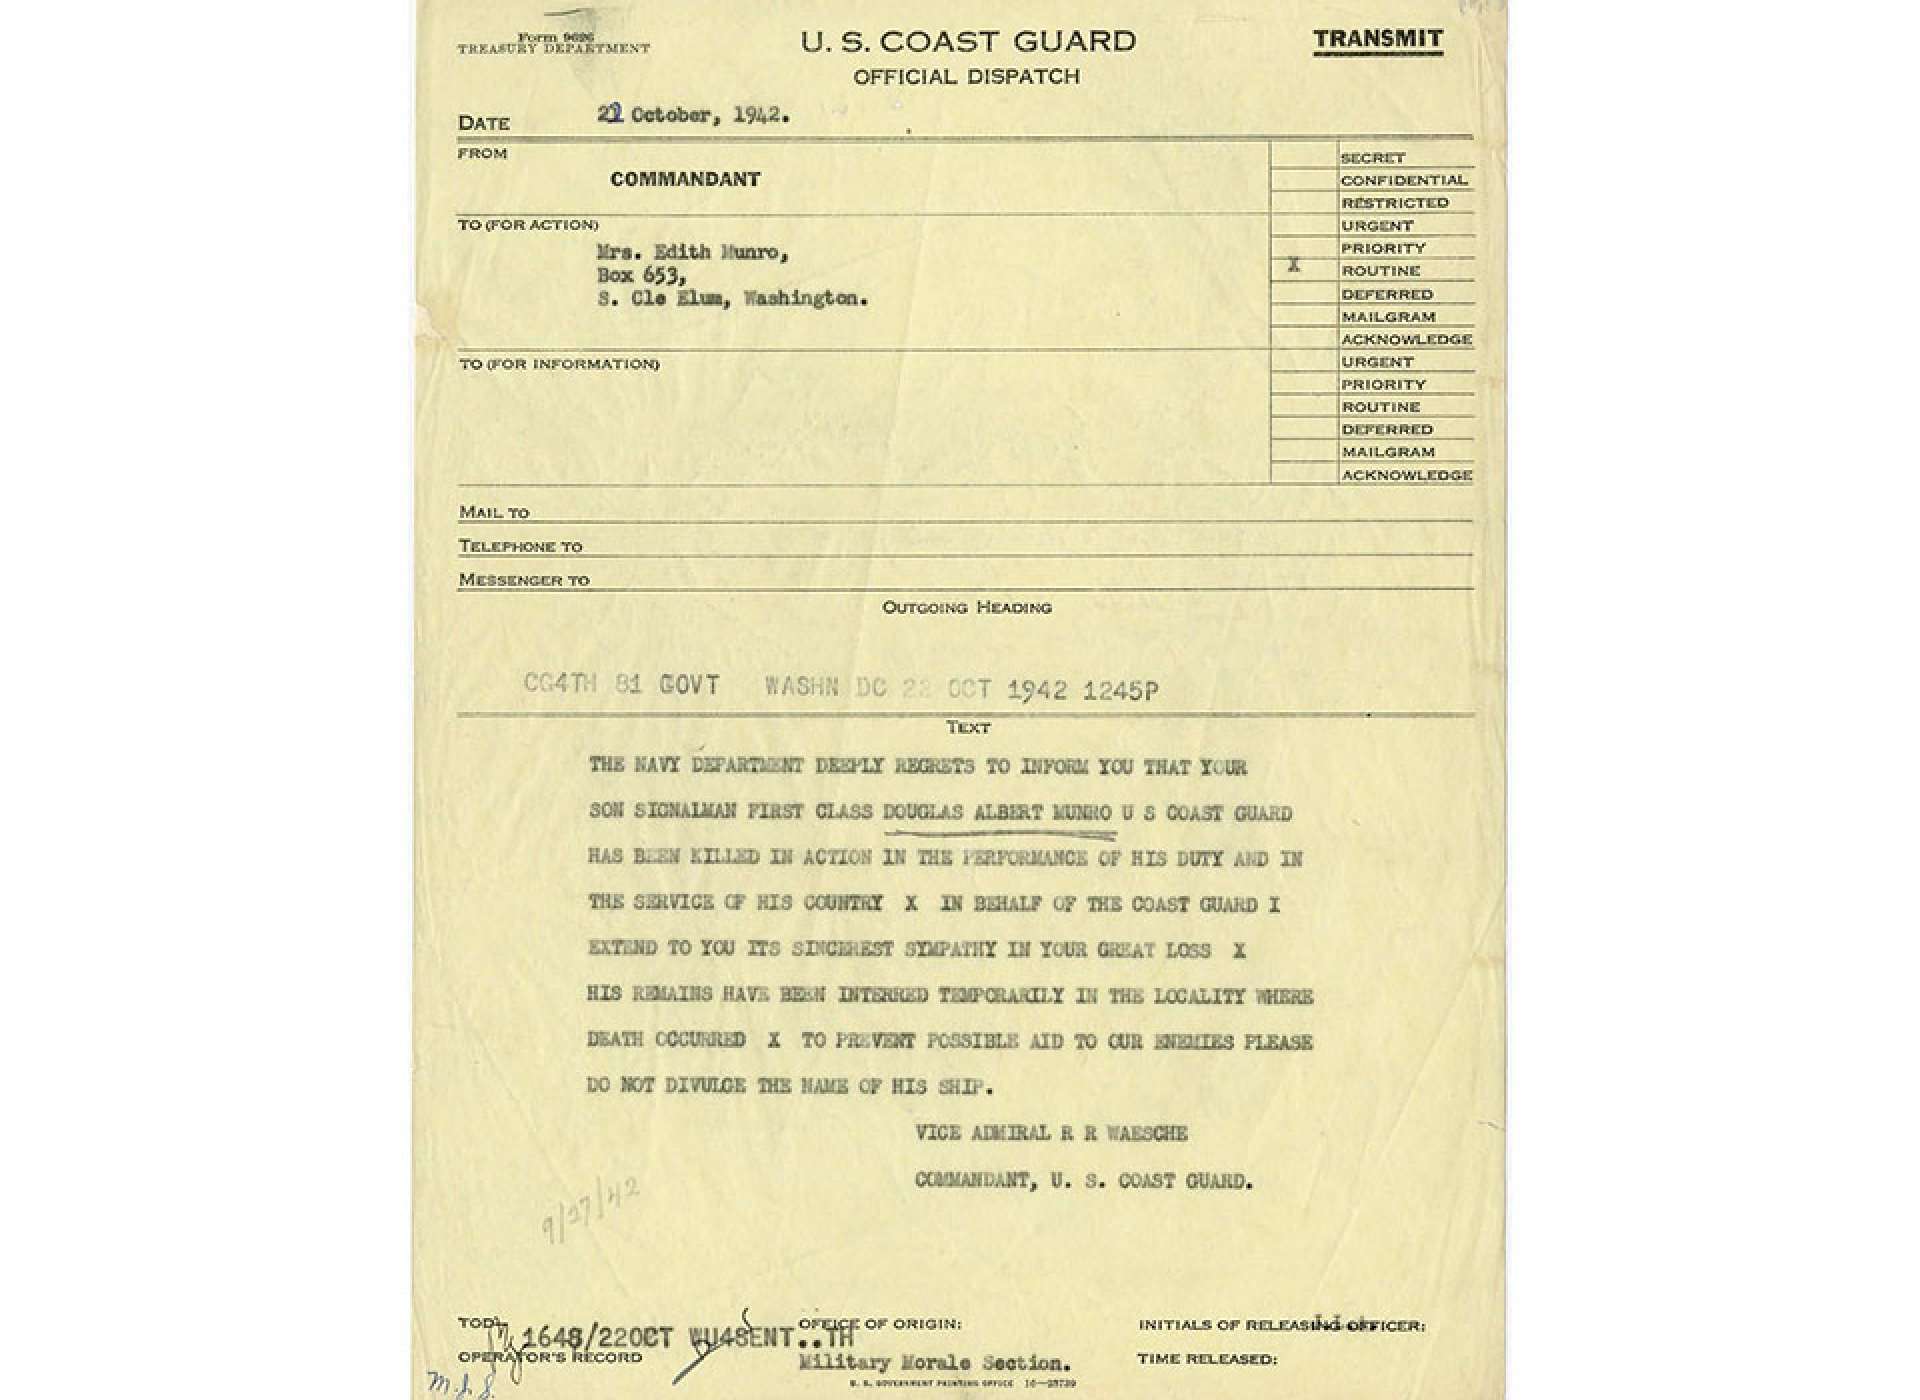 Form 9626
TREASURY DEPARTMENT
U. S. COAST GUARD
OFFICIAL DISPATCH
TRANSMIT
DATE
22 October, 1942.
FROM
COMMANDANT
TO (FOR ACTION)
Mrs. Edith Munro,
Box 653,
S. Cle Elum, Washington.
SECRET
CONFIDENTIAL
RESTRICTED
URGENT
PRIORITY
X ROUTINE
DEFERRED
MAILGRAM
ACKNOWLEDGE
TO (FOR INFORMATION)
URGENT
PRIORITY
ROUTINE
DEFERRED
MAILGRAM
ACKNOWLEDGE
MAIL TO
TELEPHONE TO
MESSENGER TO
OUTGOING HEADING
CG4TH 81 GOVT WASHN DC 22 OCT 1942 1245P
TEXT
THE NAVY DEPARTMENT DEEPLY REGRETS TO INFORM YOU THAT YOUR
SON SIGNALMAN FIRST CLASS DOUGLAS ALBERT MUNRO U S COAST GUARD
HAS BEEN KILLED IN ACTION IN THE PERFORMANCE OF HIS DUTY AND IN
THE SERVICE OF HIS COUNTRY X IN BEHALF OF THE COAST GUARD I
EXTEND TO YOU ITS SINCEREST SYMPATHY IN YOUR GREAT LOSS X
HIS REMAINS HAVE BEEN INTERRED TEMPORARILY IN THE LOCALITY WHERE
DEATH OCCURRED X TO PREVENT POSSIBLE AID TO OUR ENEMIES PLEASE
DO NOT DIVULGE THE NAME OF HIS SHIP.
VICE ADMIRAL R R WAESCHE
COMMANDANT, U. S. COAST GUARD.
9/27/42
TOD
1648/22OCT WU48ENT..TH
OPERATOR'S RECORD
OFFICE OF ORIGIN:
Military Morale Section.
INITIALS OF RELEASING OFFICER:
TIME RELEASED:
U. S. GOVERNMENT PRINTING OFFICE
M.J.S.